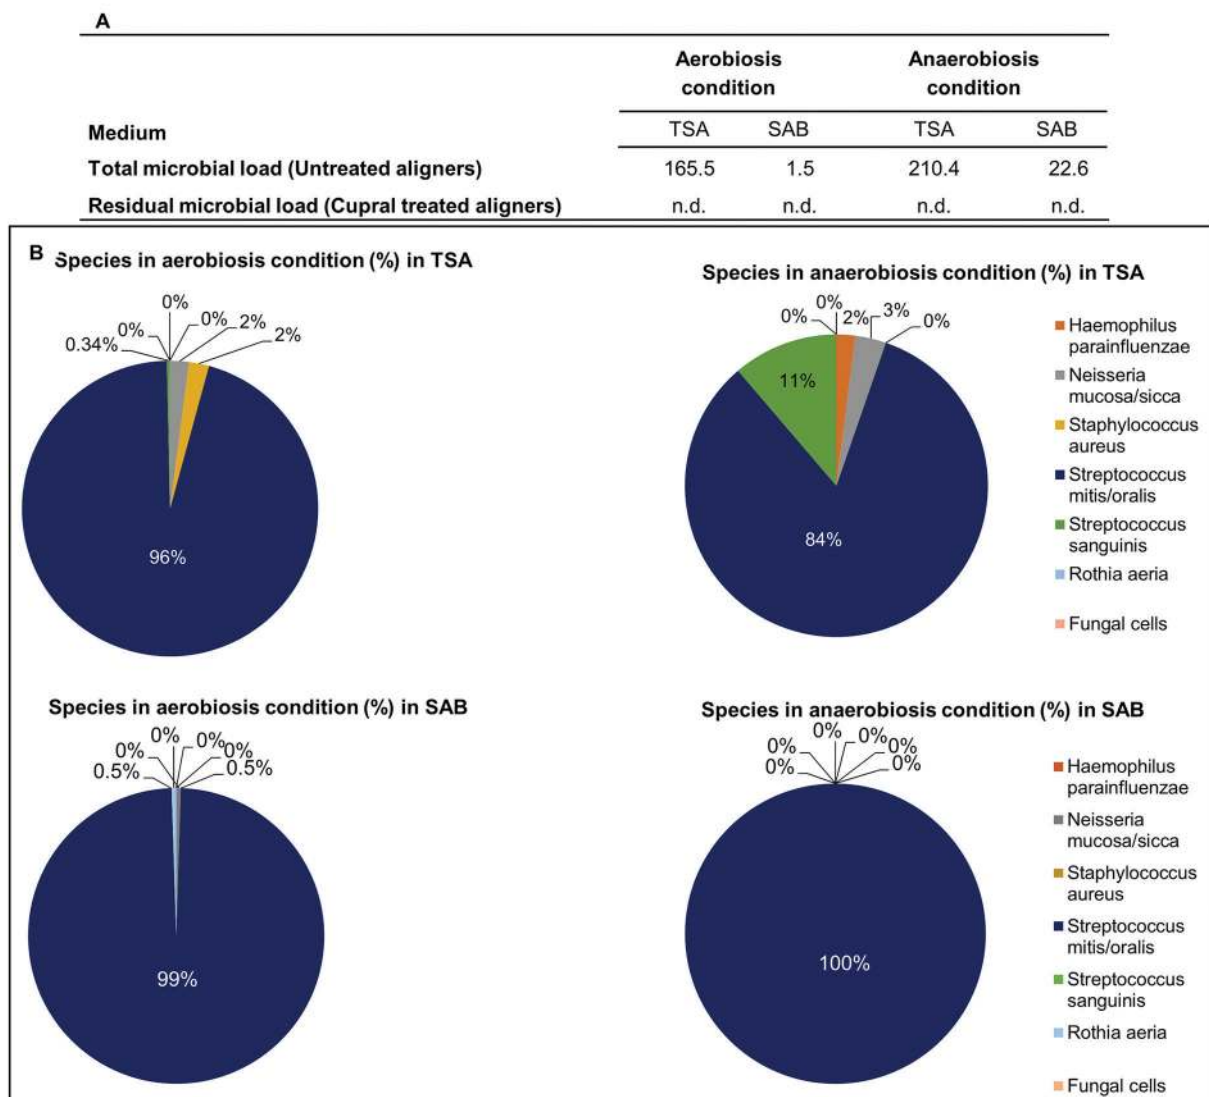 A
Aerobiosis condition
Anaerobiosis condition
Medium TSA SAB TSA SAB
Total microbial load (Untreated aligners) 165.5 1.5 210.4 22.6
Residual microbial load (Cupral treated aligners) n.d. n.d. n.d. n.d.
B
Species in aerobiosis condition (%) in TSA
0%
0% 0% 2%
0.34% 2%
96%
Species in anaerobiosis condition (%) in TSA
0% 3%
0% 2% 0%
11%
84%
Haemophilus
parainfluenzae
Neisseria
mucosa/sicca
Staphylococcus
aureus
Streptococcus
mitis/oralis
Streptococcus
sanguinis
Rothia aeria
Fungal cells
Species in aerobiosis condition (%) in SAB
0% 0%
0% 0%
0.5% 0.5%
99%
Species in anaerobiosis condition (%) in SAB
0% 0%
0% 0%
0% 0%
100%
Haemophilus
parainfluenzae
Neisseria
mucosa/sicca
Staphylococcus
aureus
Streptococcus
mitis/oralis
Streptococcus
sanguinis
Rothia aeria
Fungal cells